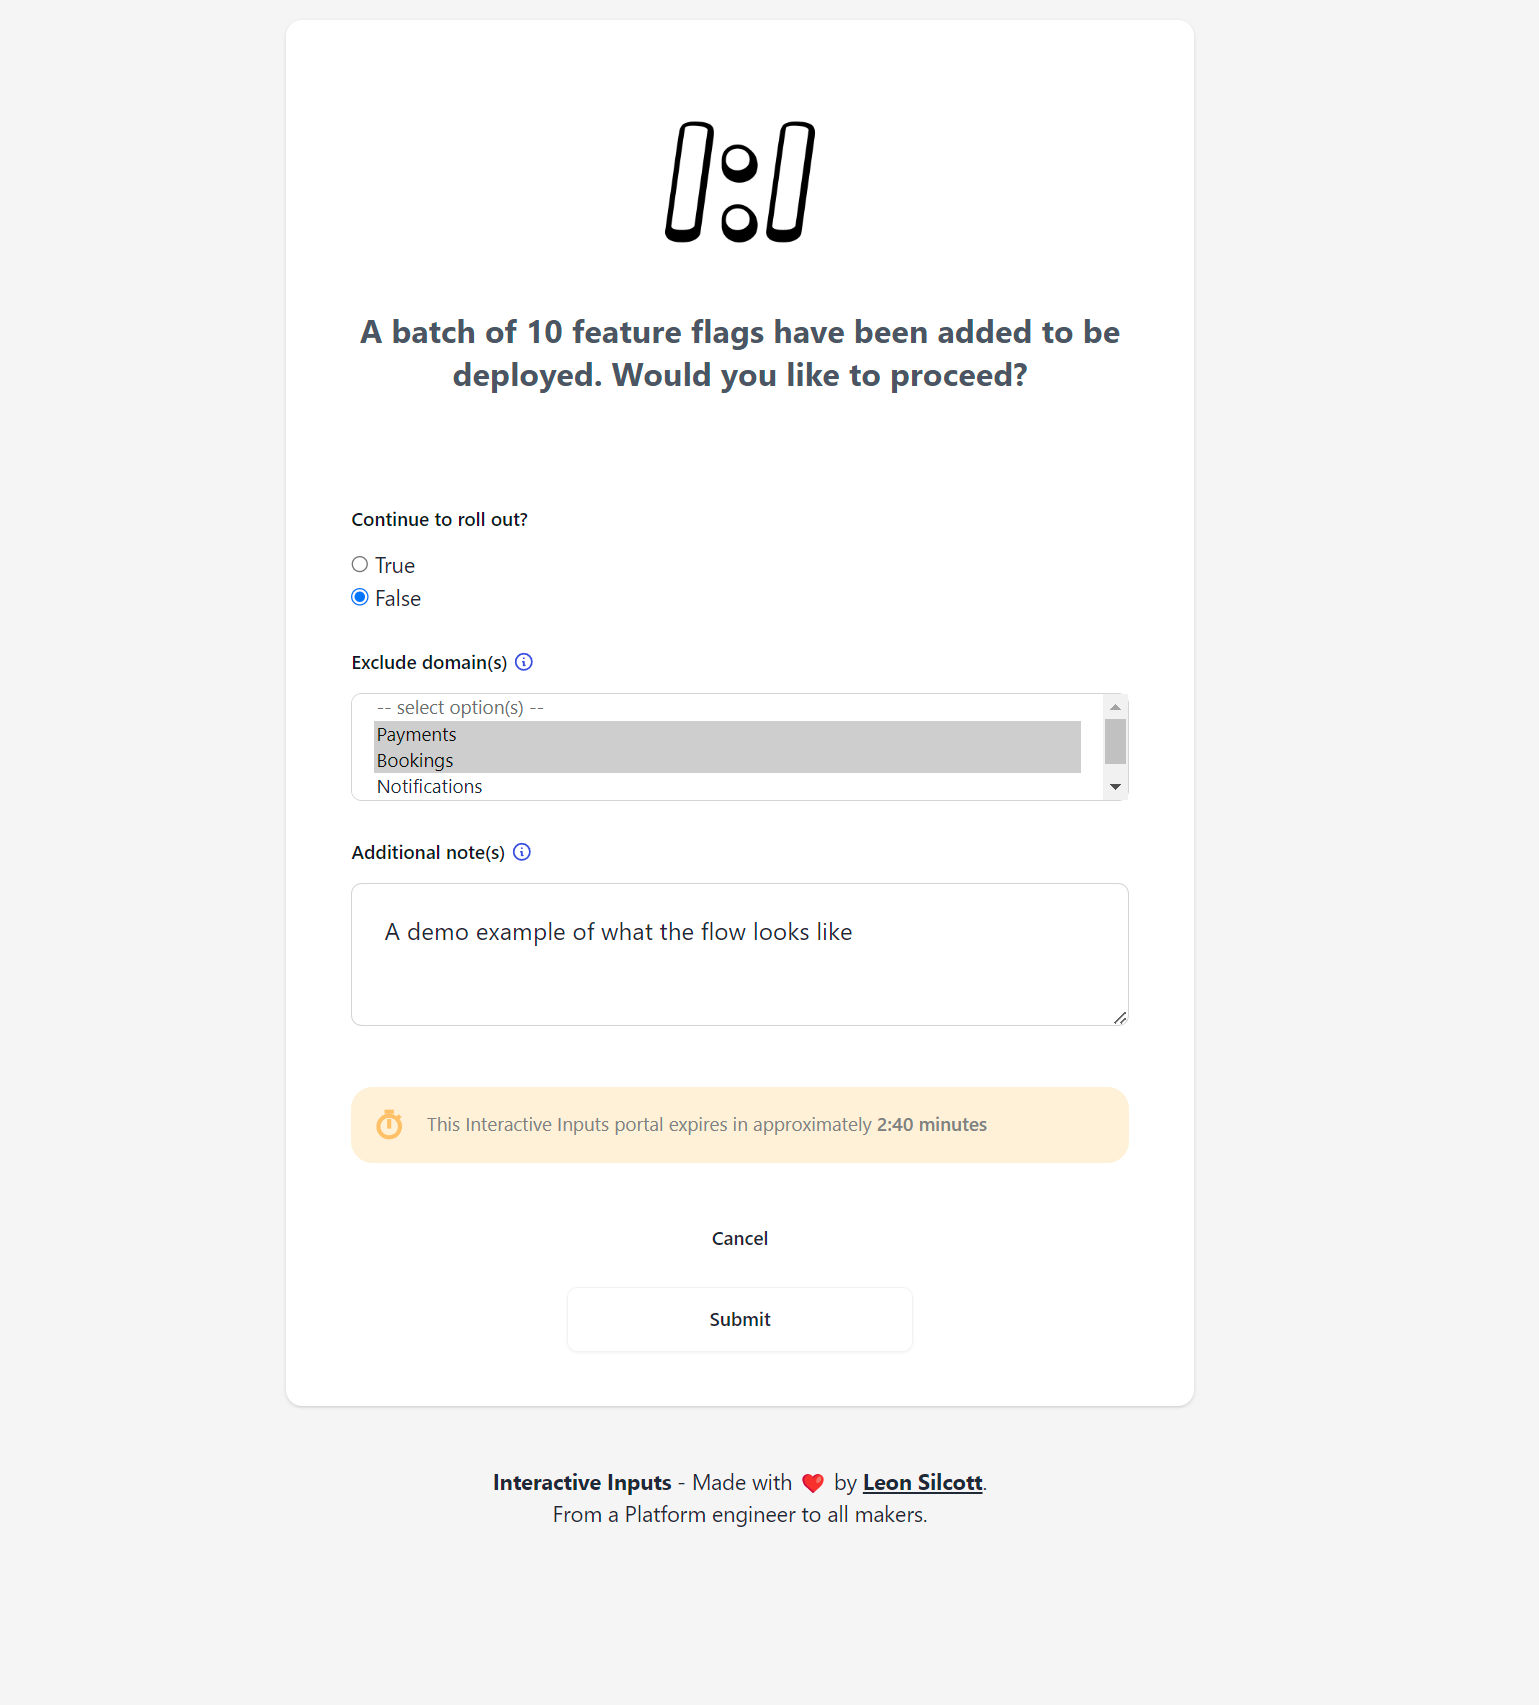 A batch of 10 feature flags have been added to be
deployed. Would you like to proceed?
Continue to roll out?
True
False
Exclude domain(s)
-- select option(s) --
Payments
Bookings
Notifications
Additional note(s)
A demo example of what the flow looks like
This Interactive Inputs portal expires in approximately 2:40 minutes
Cancel
Submit
Interactive Inputs - Made with ❤️ by Leon Silcott.
From a Platform engineer to all makers.